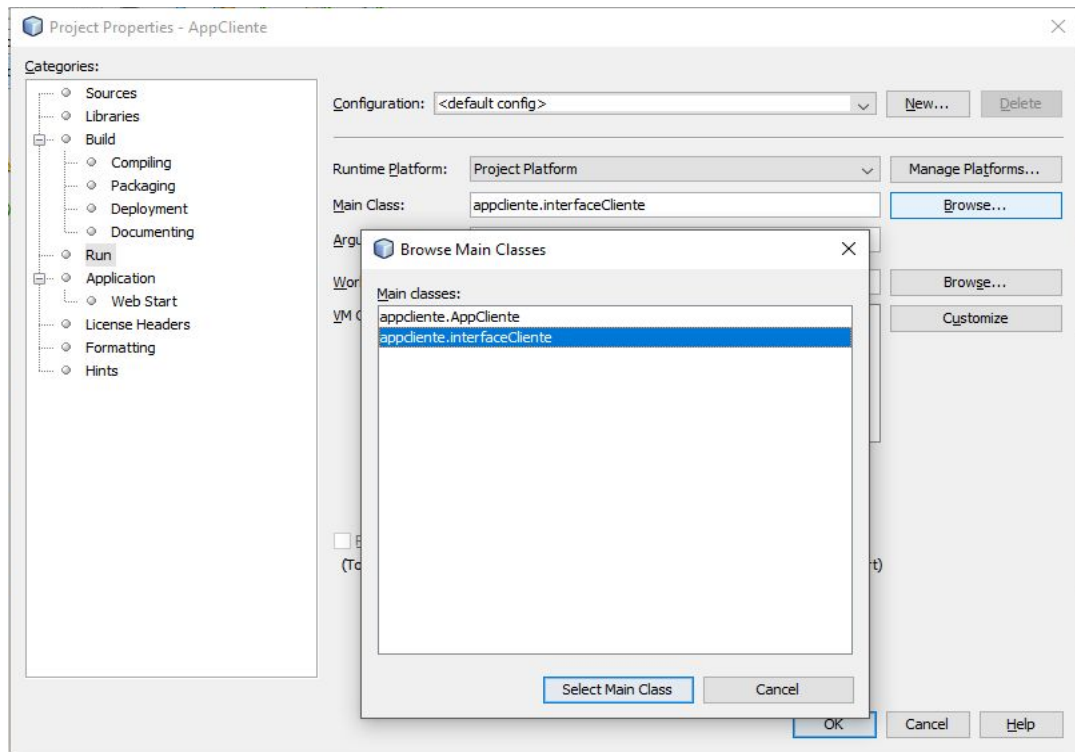 Project Properties - AppCliente
Categories:
Sources
Libraries
Build
Compiling
Packaging
Deployment
Documenting
Run
Application
Web Start
License Headers
Formatting
Hints
Configuration: <default config> New... Delete
Runtime Platform: Project Platform Manage Platforms...
Main Class: appcliente.interfaceCliente Browse...
Browse...
Customize
Browse Main Classes
Main classes:
appcliente.AppCliente
appcliente.interfaceCliente
Select Main Class Cancel
OK Cancel Help